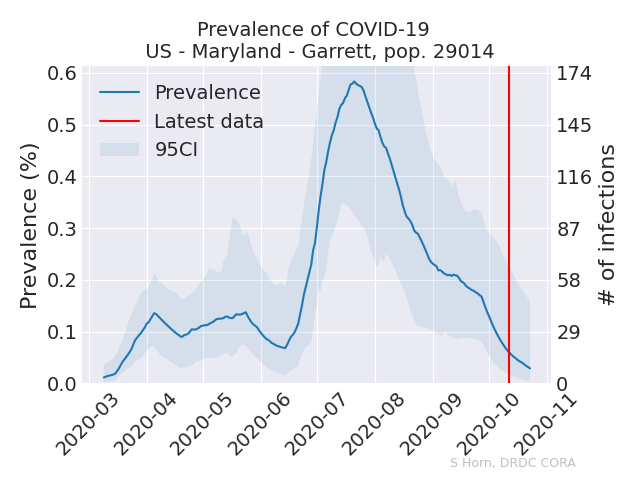 Prevalence of COVID-19
US - Maryland - Garrett, pop. 29014
Prevalence
Latest data
95CI
Prevalence (%)
0.6
0.5
0.4
0.3
0.2
0.1
0.0
174
145
116
87
58
29
0
# of infections
2020-03
2020-04
2020-05
2020-06
2020-07
2020-08
2020-09
2020-10
2020-11
S Horn, DRDC CORA